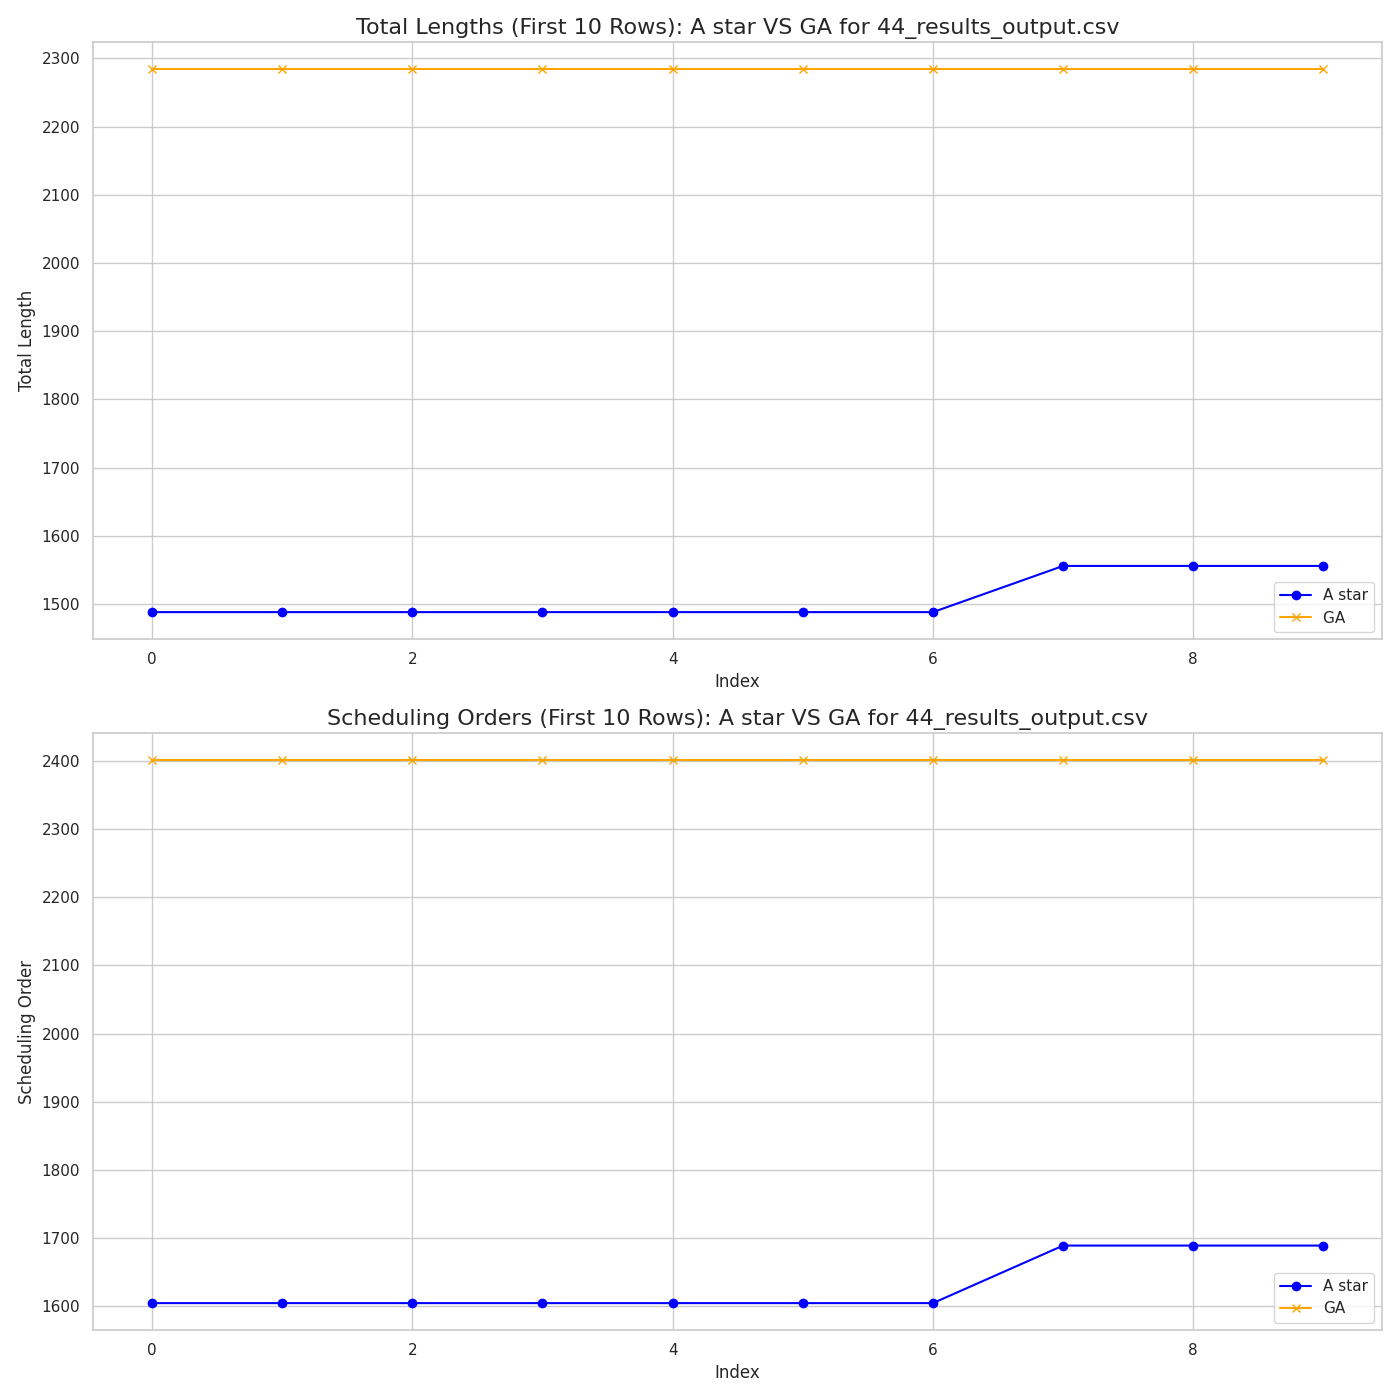 Total Lengths (First 10 Rows): A star VS GA for 44_results_output.csv
2300
2200
2100
2000
1900
1800
1700
1600
1500
Total Length
A star
GA
0 2 4 6 8
Index
Scheduling Orders (First 10 Rows): A star VS GA for 44_results_output.csv
2400
2300
2200
2100
2000
1900
1800
1700
1600
Scheduling Order
A star
GA
0 2 4 6 8
Index